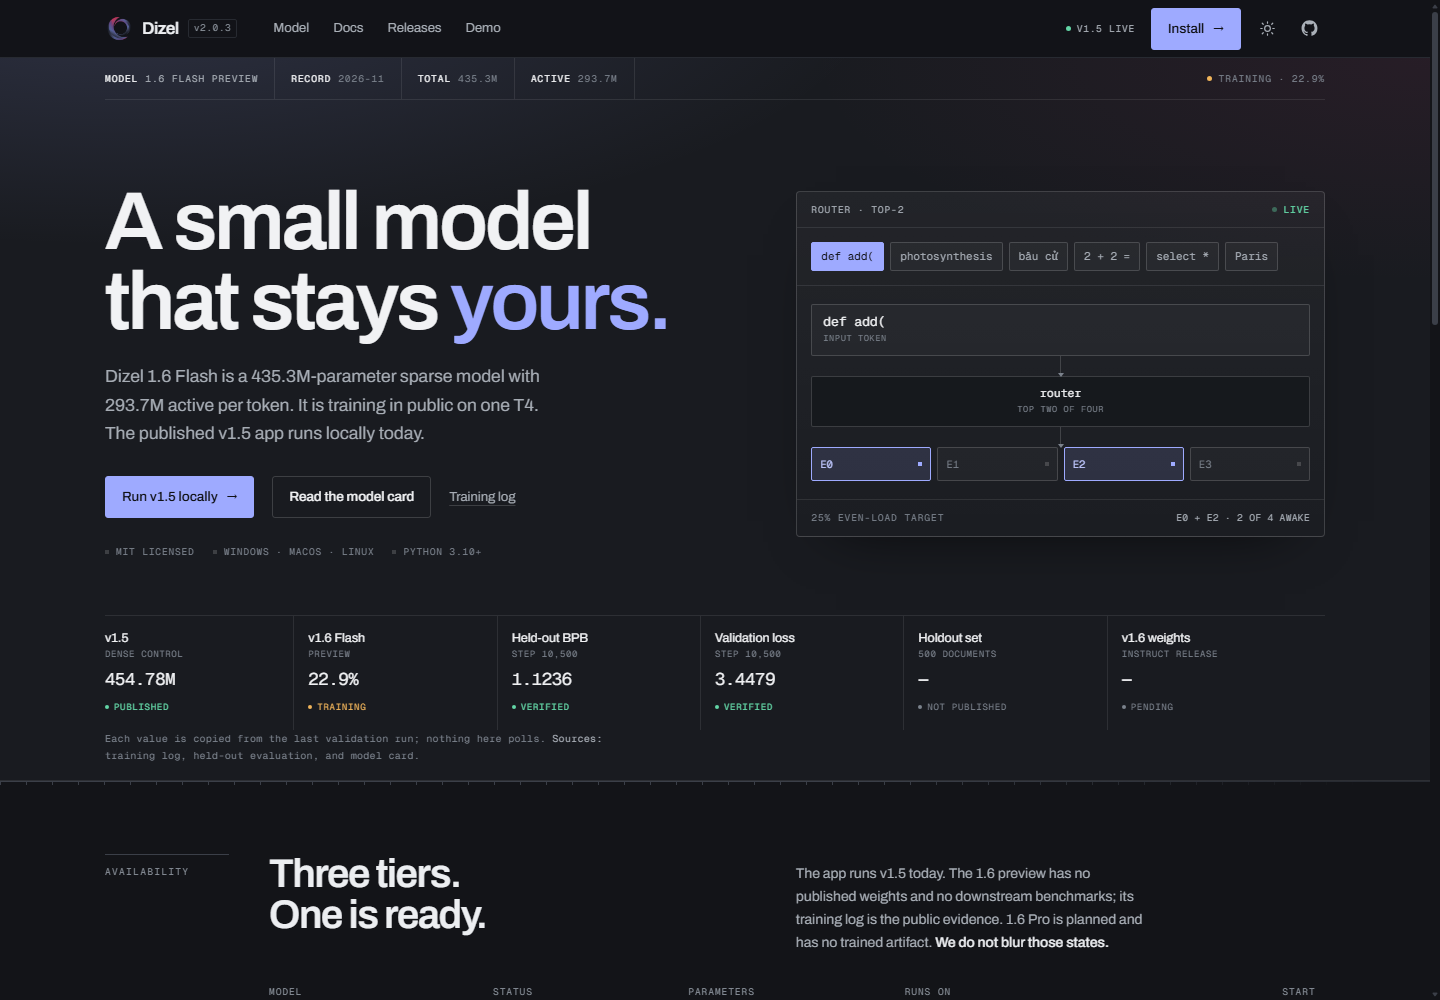 Dizel v2.0.3 Model Docs Releases Demo V1.5 LIVE Install →
MODEL 1.6 FLASH PREVIEW RECORD 2026-11 TOTAL 435.3M ACTIVE 293.7M TRAINING · 22.9%
A small model
that stays yours.
Dizel 1.6 Flash is a 435.3M-parameter sparse model with
293.7M active per token. It is training in public on one T4.
The published v1.5 app runs locally today.
Run v1.5 locally → Read the model card Training log
MIT LICENSED WINDOWS · MACOS · LINUX PYTHON 3.10+
ROUTER · TOP-2 LIVE
def add( photosynthesis bầu cử 2 + 2 = select * Paris
def add(
INPUT TOKEN
router
TOP TWO OF FOUR
E0 E1 E2 E3
25% EVEN-LOAD TARGET E0 + E2 · 2 OF 4 AWAKE
v1.5 v1.6 Flash Held-out BPB Validation loss Holdout set v1.6 weights
DENSE CONTROL PREVIEW STEP 10,500 STEP 10,500 500 DOCUMENTS INSTRUCT RELEASE
454.78M 22.9% 1.1236 3.4479 — —
PUBLISHED TRAINING VERIFIED VERIFIED NOT PUBLISHED PENDING
Each value is copied from the last validation run; nothing here polls. Sources:
training log, held-out evaluation, and model card.
AVAILABILITY
Three tiers.
One is ready.
The app runs v1.5 today. The 1.6 preview has no
published weights and no downstream benchmarks; its
training log is the public evidence. 1.6 Pro is planned and
has no trained artifact. We do not blur those states.
MODEL STATUS PARAMETERS RUNS ON START